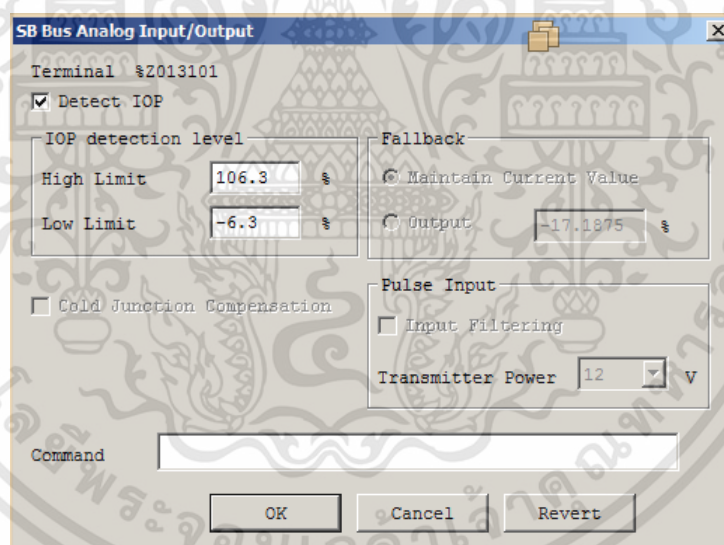 SB Bus Analog Input/Output
Terminal %Z013101
Detect IOP
IOP detection level
High Limit 106.3 %
Low Limit -6.3 %
Fallback
Maintain Current Value
Output -17.1875 %
Cold Junction Compensation
Pulse Input
Input Filtering
Transmitter Power 12 V
Command
OK Cancel Revert